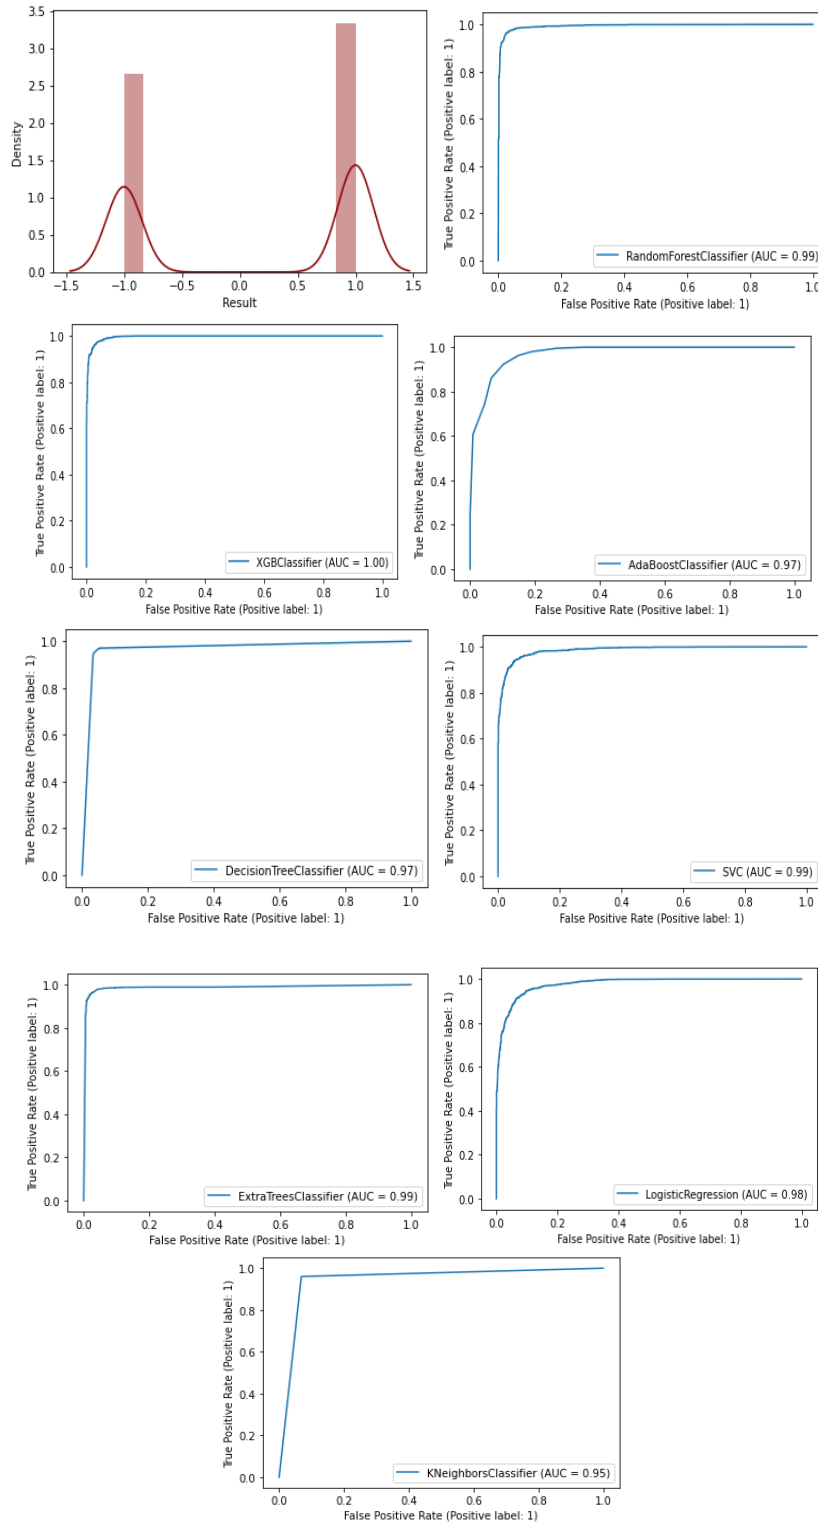 3.5
3.0
2.5
2.0
1.5
1.0
0.5
0.0
Density
−1.5 −1.0 −0.5 0.0 0.5 1.0 1.5
Result
1.0
0.8
0.6
0.4
0.2
0.0
True Positive Rate (Positive label: 1)
RandomForestClassifier (AUC = 0.99)
0.0 0.2 0.4 0.6 0.8 1.0
False Positive Rate (Positive label: 1)
1.0
0.8
0.6
0.4
0.2
0.0
True Positive Rate (Positive label: 1)
XGBClassifier (AUC = 1.00)
0.0 0.2 0.4 0.6 0.8 1.0
False Positive Rate (Positive label: 1)
1.0
0.8
0.6
0.4
0.2
0.0
True Positive Rate (Positive label: 1)
AdaBoostClassifier (AUC = 0.97)
0.0 0.2 0.4 0.6 0.8 1.0
False Positive Rate (Positive label: 1)
1.0
0.8
0.6
0.4
0.2
0.0
True Positive Rate (Positive label: 1)
DecisionTreeClassifier (AUC = 0.97)
0.0 0.2 0.4 0.6 0.8 1.0
False Positive Rate (Positive label: 1)
1.0
0.8
0.6
0.4
0.2
0.0
True Positive Rate (Positive label: 1)
SVC (AUC = 0.99)
0.0 0.2 0.4 0.6 0.8 1.0
False Positive Rate (Positive label: 1)
1.0
0.8
0.6
0.4
0.2
0.0
True Positive Rate (Positive label: 1)
ExtraTreesClassifier (AUC = 0.99)
0.0 0.2 0.4 0.6 0.8 1.0
False Positive Rate (Positive label: 1)
1.0
0.8
0.6
0.4
0.2
0.0
True Positive Rate (Positive label: 1)
LogisticRegression (AUC = 0.98)
0.0 0.2 0.4 0.6 0.8 1.0
False Positive Rate (Positive label: 1)
1.0
0.8
0.6
0.4
0.2
0.0
True Positive Rate (Positive label: 1)
KNeighborsClassifier (AUC = 0.95)
0.0 0.2 0.4 0.6 0.8 1.0
False Positive Rate (Positive label: 1)